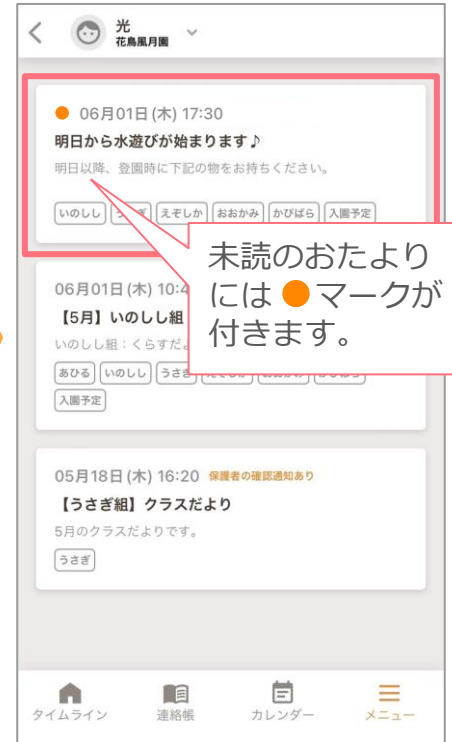 光
花鳥風月園
06月01日(木) 17:30
明日から水遊びが始まります♪
明日以降、登園時に下記の物をお持ちください。
いのしし えぞしか おおかみ かぴばら 入園予定
未読のおたより
には●マークが
付きます。
06月01日(木) 10:4
【5月】いのしし組
いのしし組：くらすだ
あひる いのしし うさぎ
入園予定
05月18日(木) 16:20 保護者の確認通知あり
【うさぎ組】クラスだより
5月のクラスだよりです。
うさぎ
タイムライン 連絡帳 カレンダー メニュー